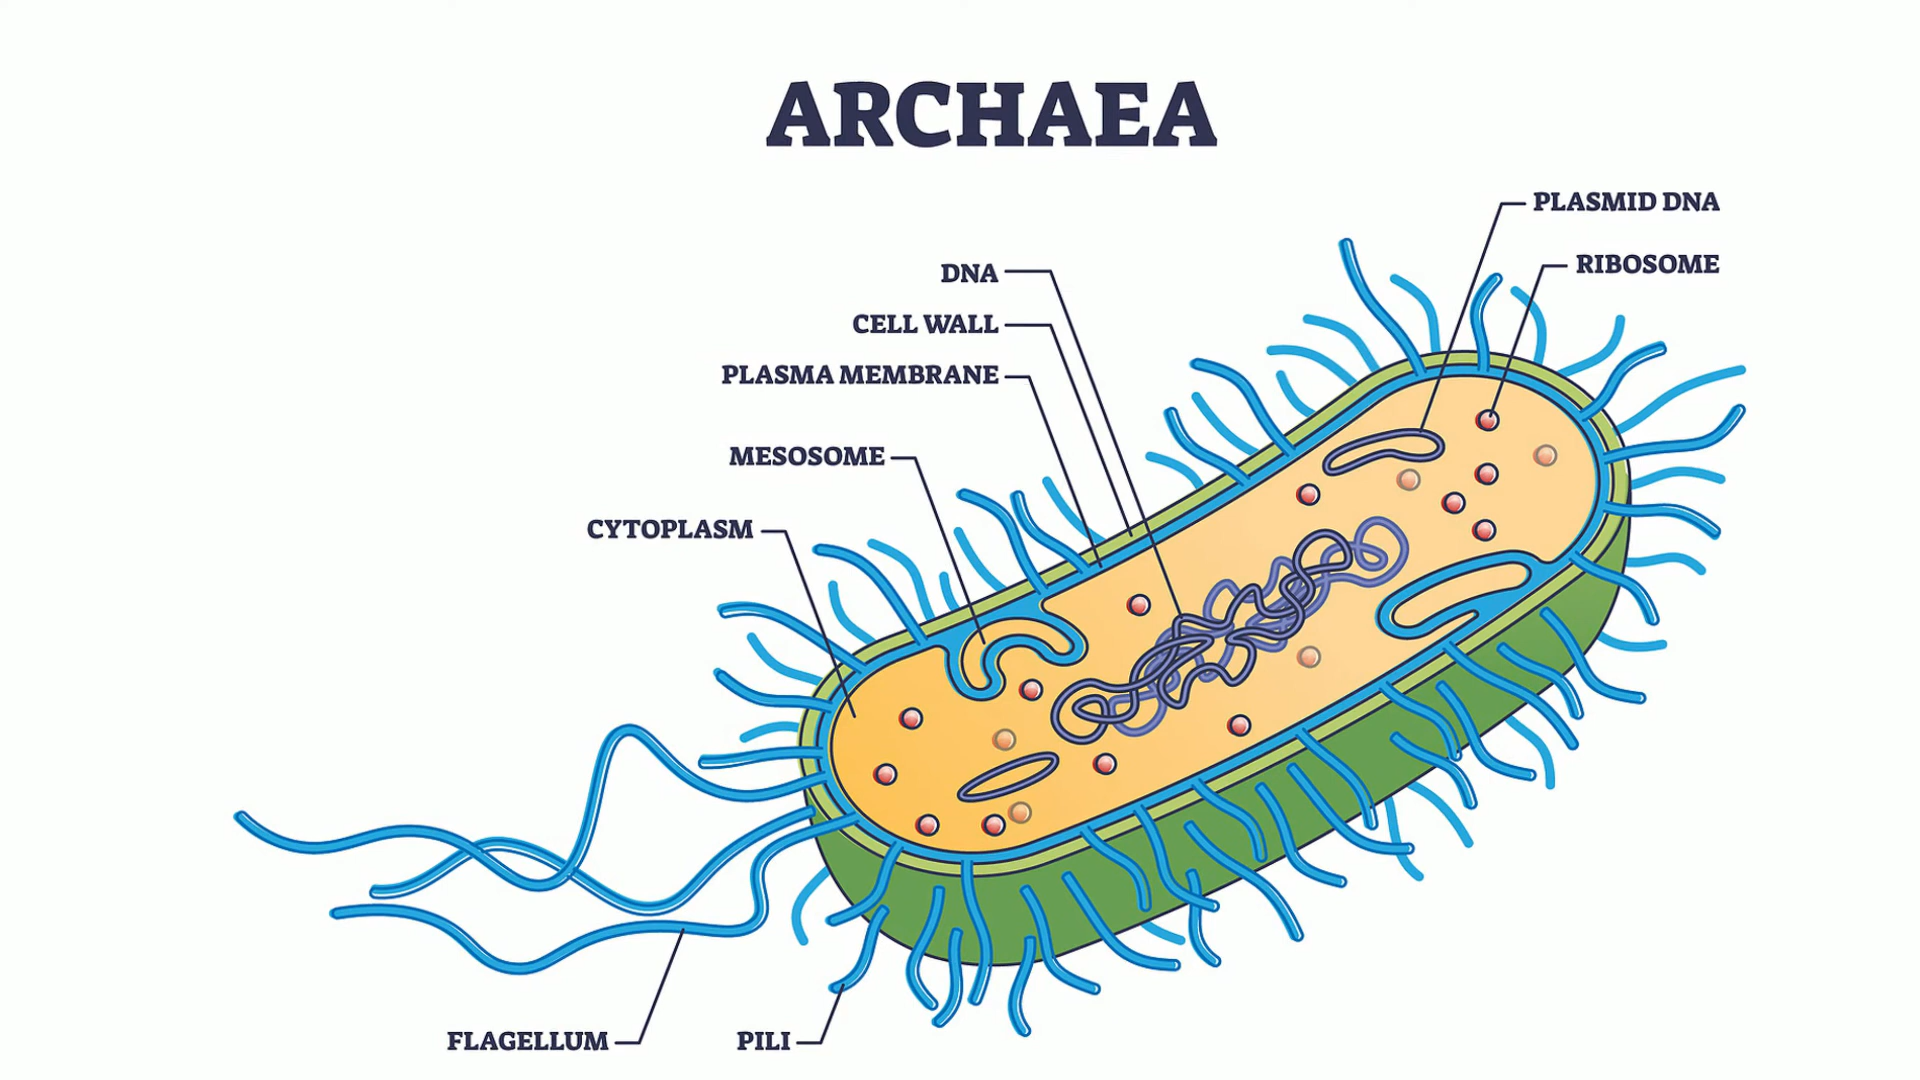 ARCHAEA
PLASMID DNA
RIBOSOME
DNA
CELL WALL
PLASMA MEMBRANE
MESOSOME
CYTOPLASM
FLAGELLUM
PILI